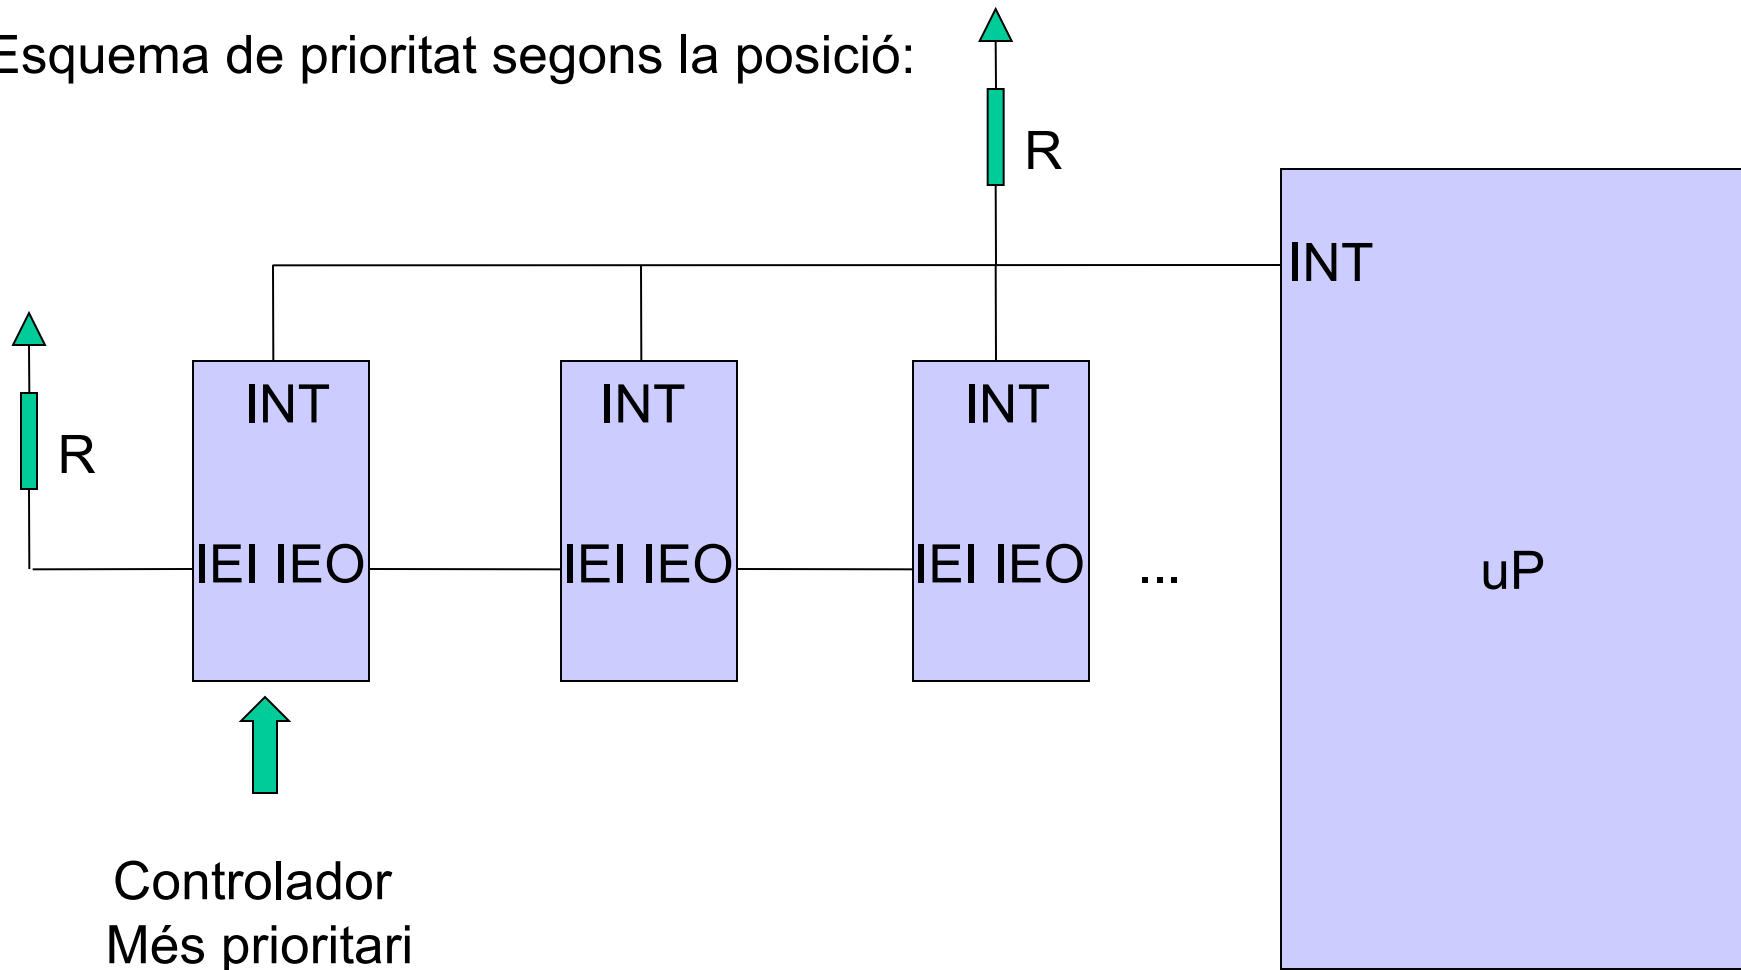 Esquema de prioritat segons la posició:
R
INT
R
INT
INT
INT
IEI IEO
IEI IEO
IEI IEO
...
uP
Controlador
Més prioritari